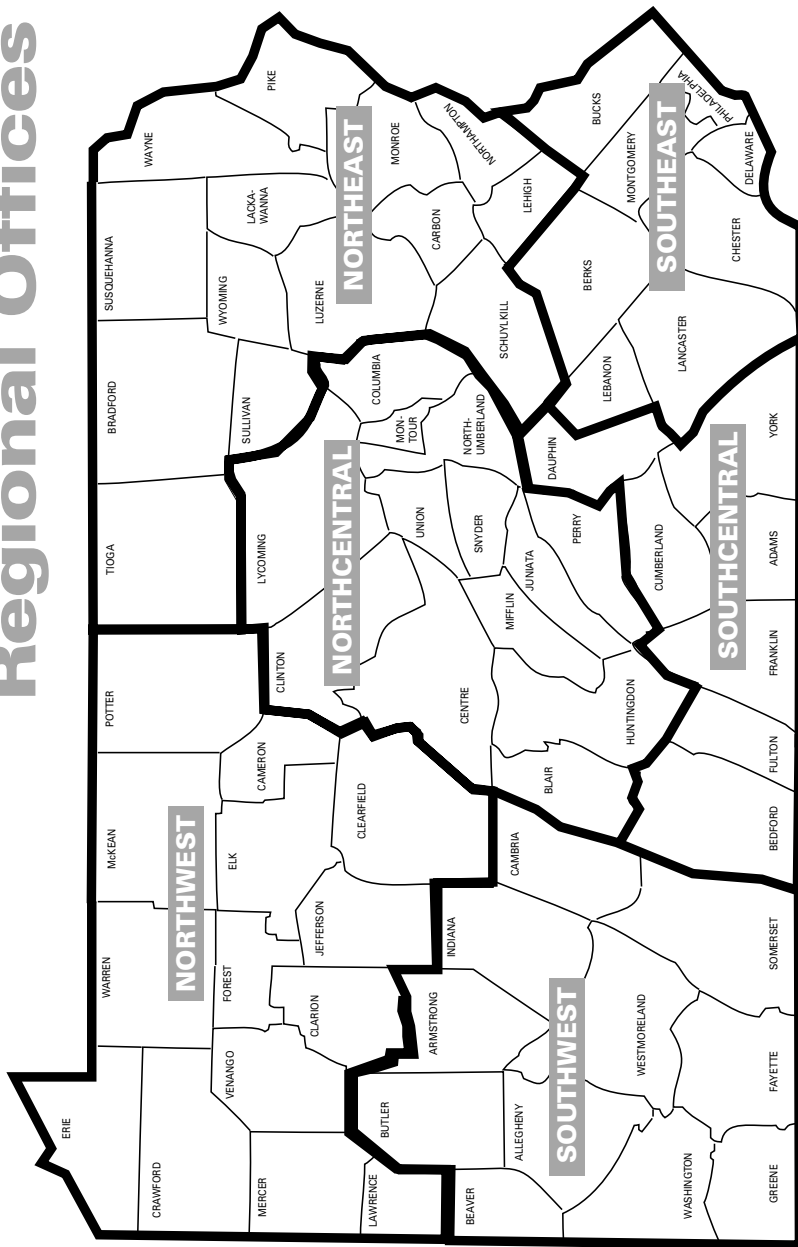 Regional Offices
ERIE
CRAWFORD
MERCER
LAWRENCE
BEAVER
WARREN
FOREST
VENANGO
CLARION
BUTLER
ARMSTRONG
ALLEGHENY
WASHINGTON
GREENE
McKEAN
ELK
JEFFERSON
NORTHWEST
INDIANA
WESTMORELAND
FAYETTE
SOMERSET
SOUTHWEST
POTTER
CAMERON
CLEARFIELD
CAMBRIA
BLAIR
BEDFORD
FULTON
TIOGA
LYCOMING
CLINTON
CENTRE
HUNTINGDON
MIFFLIN
JUNIATA
SNYDER
UNION
NORTHCENTRAL
MON-
TOUR
COLUMBIA
NORTH-
UMBERLAND
PERRY
DAUPHIN
CUMBERLAND
FRANKLIN
ADAMS
YORK
SOUTHCENTRAL
BRADFORD
SULLIVAN
SUSQUEHANNA
WYOMING
LACKA-
WANNA
LUZERNE
WAYNE
PIKE
MONROE
CARBON
NORTHAMPTON
LEHIGH
SCHUYLKILL
NORTHEAST
LEBANON
LANCASTER
BERKS
CHESTER
MONTGOMERY
BUCKS
PHILADELPHIA
DELAWARE
SOUTHEAST